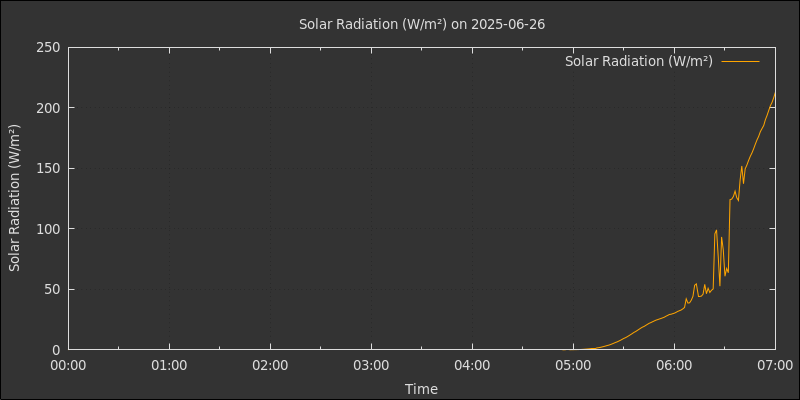 Solar Radiation (W/m²) on 2025-06-26
Solar Radiation (W/m²)
250
200
150
100
50
0
Solar Radiation (W/m²)
00:00 01:00 02:00 03:00 04:00 05:00 06:00 07:00
Time